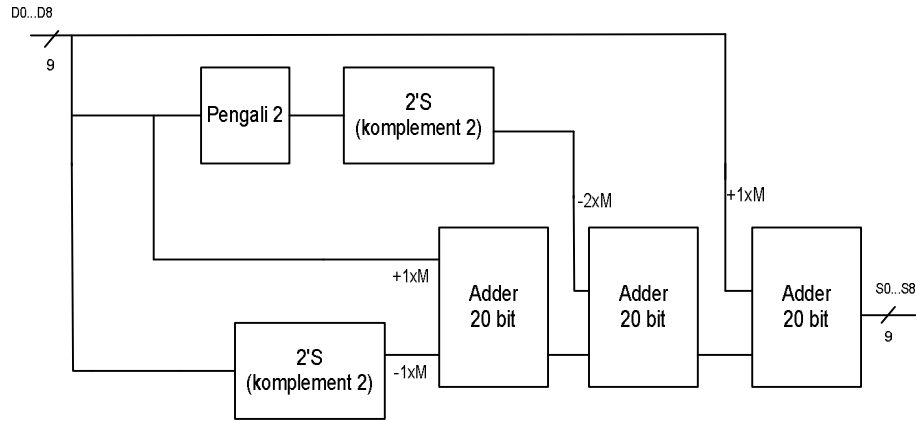 D0...D8
9
Pengali 2
2'S
(komplement 2)
-2xM
+1xM
+1xM
Adder
20 bit
Adder
20 bit
Adder
20 bit
S0...S8
9
2'S
(komplement 2)
-1xM